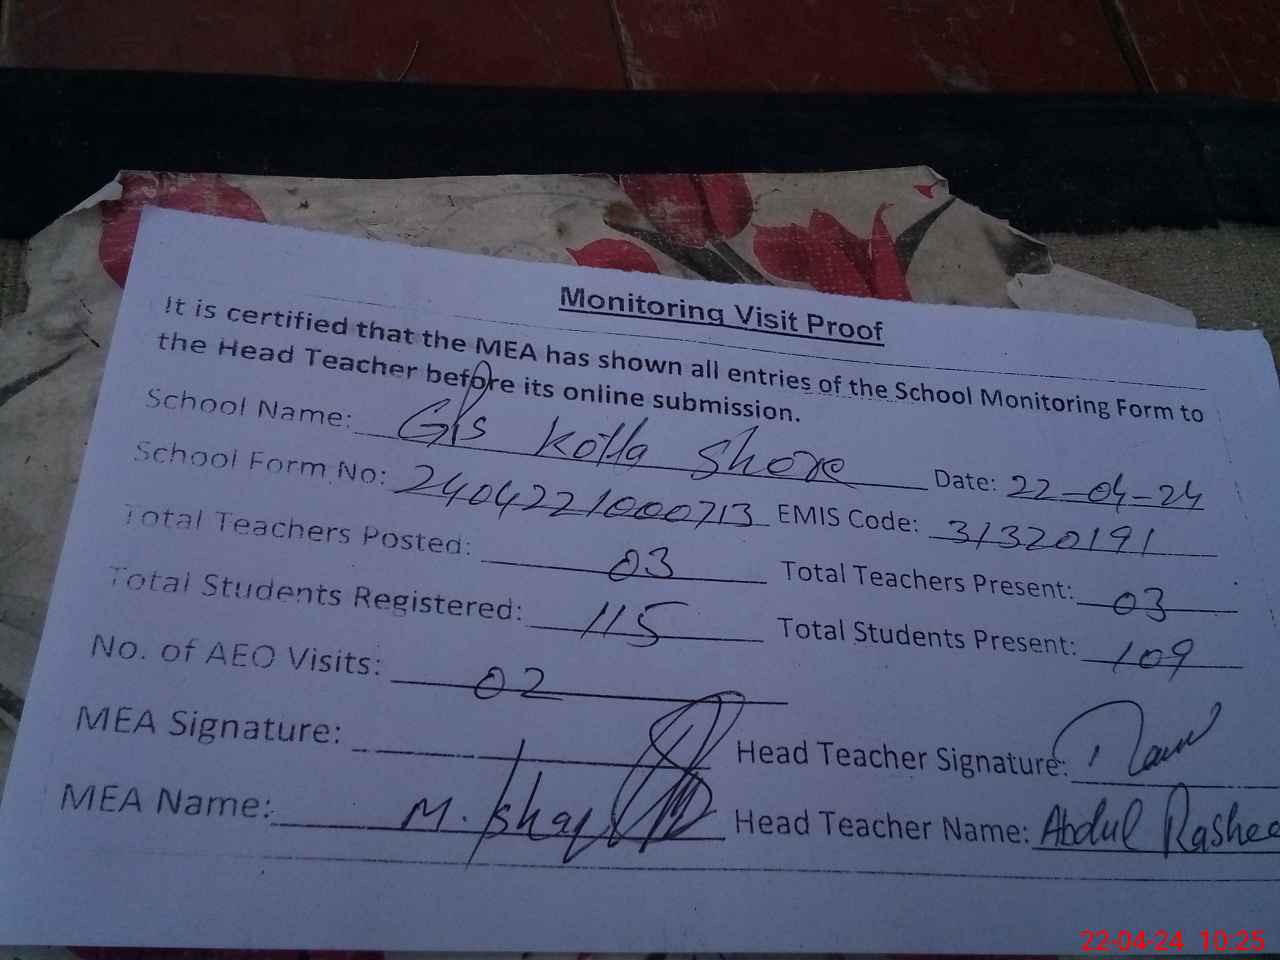 Monitoring Visit Proof
It is certified that the MEA has shown all entries of the School Monitoring Form to
the Head Teacher before its online submission.
School Name: GPS Kotla Shore Date: 22-04-24
School Form No: 2404221000713 EMIS Code: 31320191
Total Teachers Posted: 03 Total Teachers Present: 03
Total Students Registered: 115 Total Students Present: 109
No. of AEO Visits: 02
MEA Signature: Head Teacher Signature:
MEA Name: M. Head Teacher Name: Abdul Rasheed
22-04-24 10:25